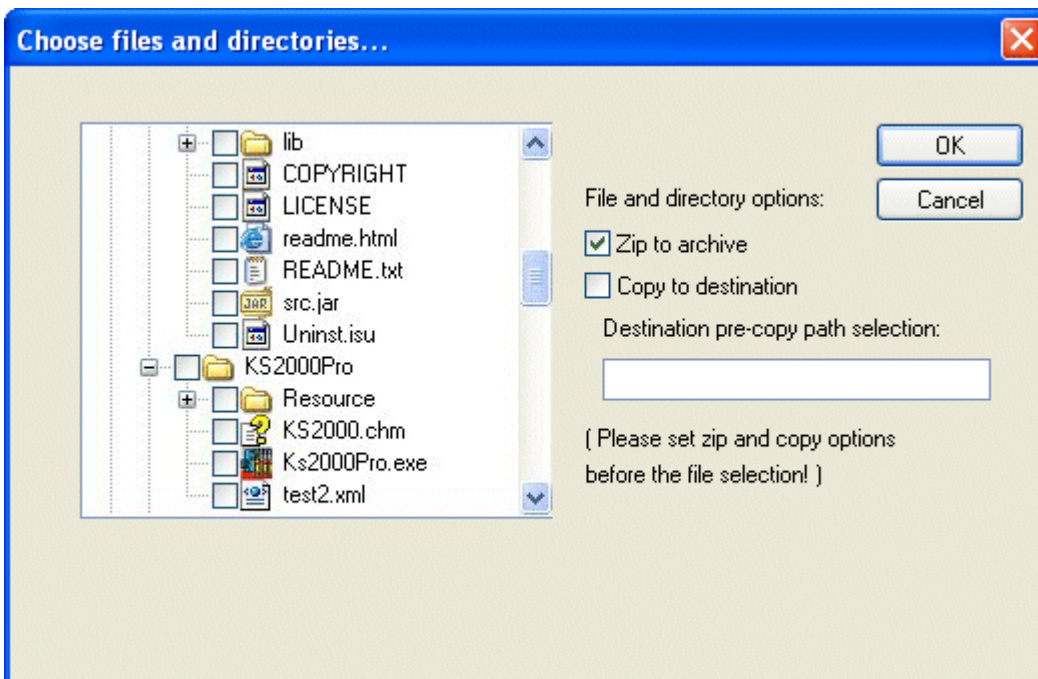 Choose files and directories...
lib
COPYRIGHT
LICENSE
readme.html
README.txt
JAR src.jar
Uninst.isu
KS2000Pro
Resource
KS2000.chm
Ks2000Pro.exe
test2.xml
OK
File and directory options:
Cancel
Zip to archive
Copy to destination
Destination pre-copy path selection:
( Please set zip and copy options
before the file selection! )